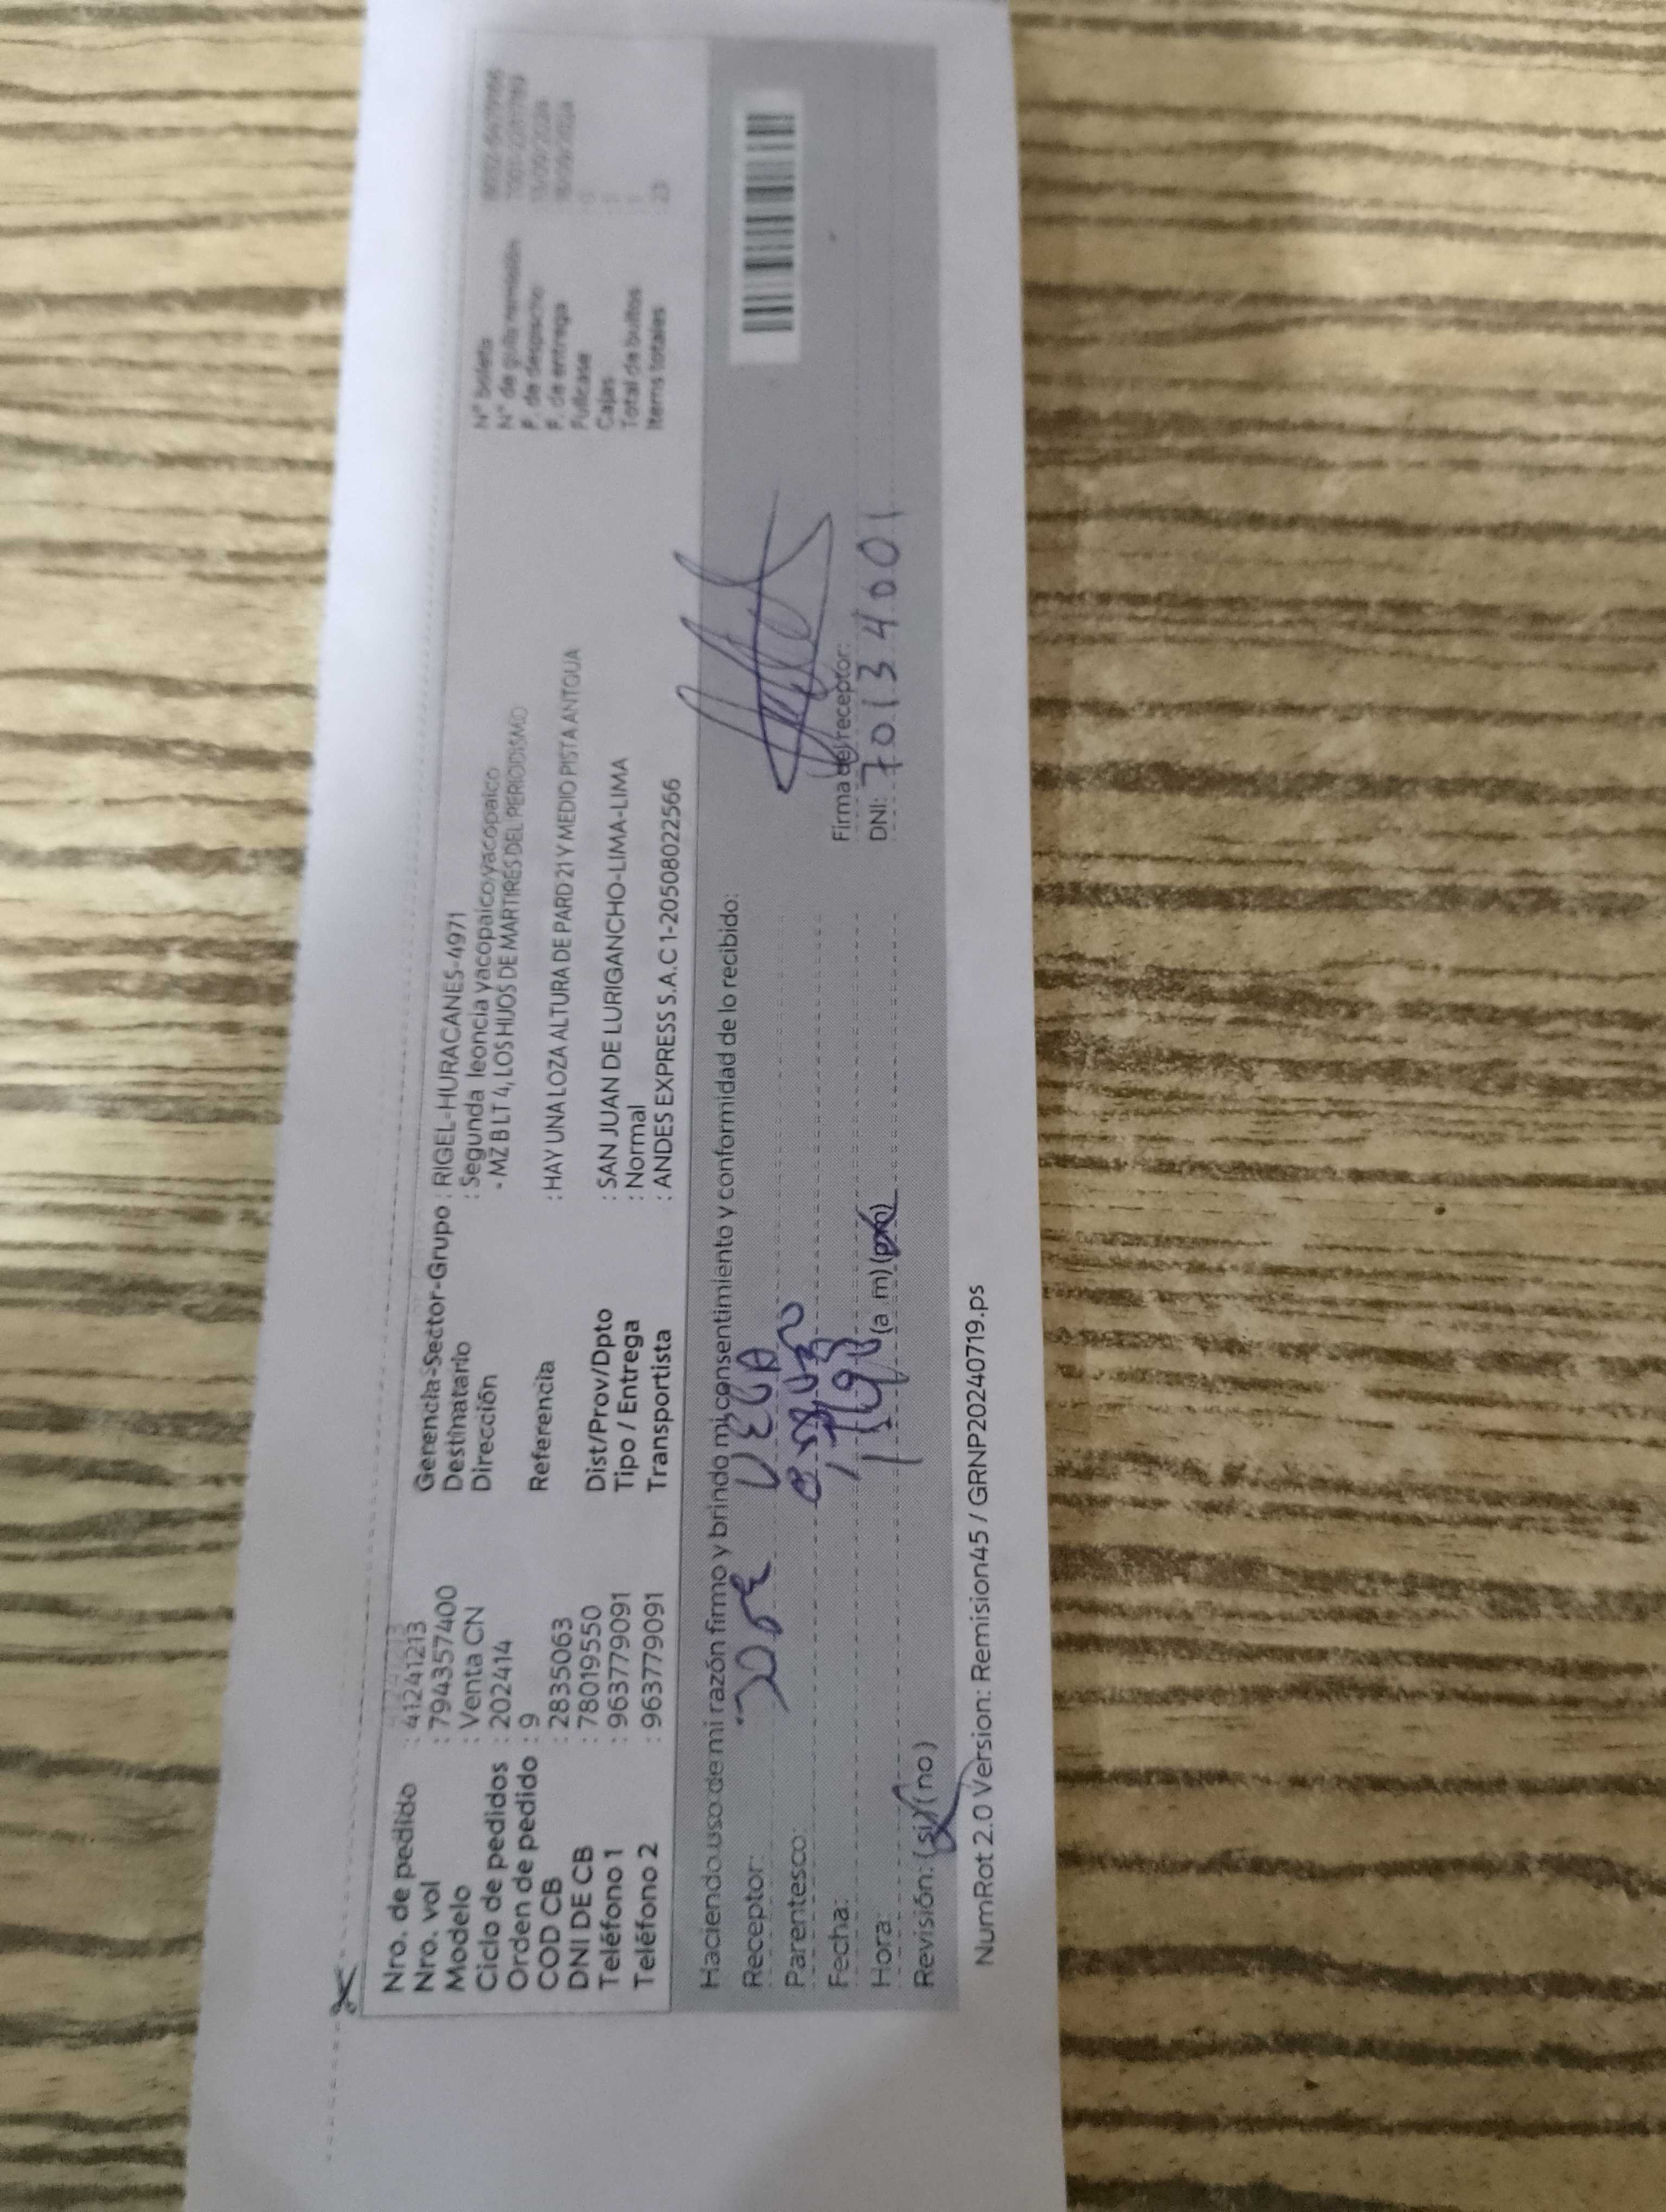 Nro. de pedido : 41241213
Nro. vol : 794357400
Modelo : Venta CN
Ciclo de pedidos : 202414
Orden de pedido : 9
COD CB : 2835063
DNI DE CB : 78019550
Teléfono 1 : 963779091
Teléfono 2 : 963779091
Gerencia-Sector-Grupo : RIGEL-HURACANES-4971
Destinatario : Segunda leoncia yacopaico yacopaico
Dirección - MZ B LT 4, LOS HIJOS DE MARTIRES DEL PERIODISMO
Referencia : HAY UNA LOZA ALTURA DE PARD 21 Y MEDIO PISTA ANTGUA
Dist/Prov/Dpto : SAN JUAN DE LURIGANCHO-LIMA-LIMA
Tipo / Entrega : Normal
Transportista : ANDES EXPRESS S.A.C 1-20508022566
N° boleto
N° de guía remisión
F. de despacho
F. de entrega
Fullcase
Cajas
Total de bultos
Items totales : 23
Haciendo uso de mi razón firmo y brindo mi consentimiento y conformidad de lo recibido:
Receptor: José VEGA
Parentesco:
Fecha:
Hora: (a m) (pm)
Revisión: (si) (no)
Firma del receptor:
DNI: 70134001
NumRot 2.0 Version: Remision45 / GRNP20240719.ps